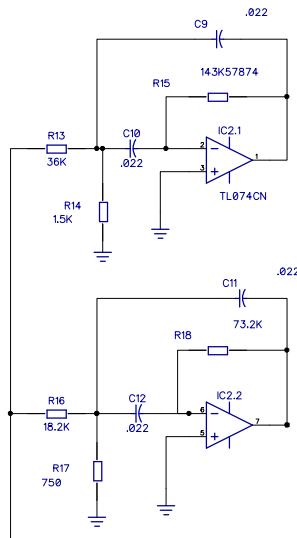 .022
C9
R15
143K57874
R13
36K
C10
.022
IC2.1
2
3
1
TL074CN
R14
1.5K
.022
C11
73.2K
R18
R16
18.2K
C12
.022
IC2.2
6
5
7
R17
750